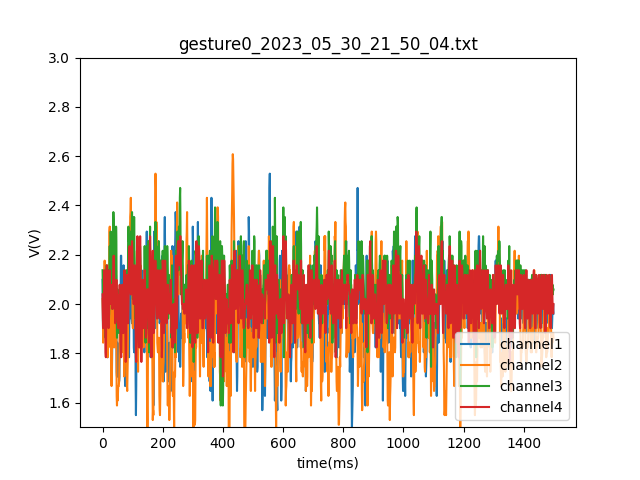 gesture0_2023_05_30_21_50_04.txt
3.0
2.8
2.6
2.4
2.2
2.0
1.8
1.6
V(V)
channel1
channel2
channel3
channel4
0 200 400 600 800 1000 1200 1400
time(ms)